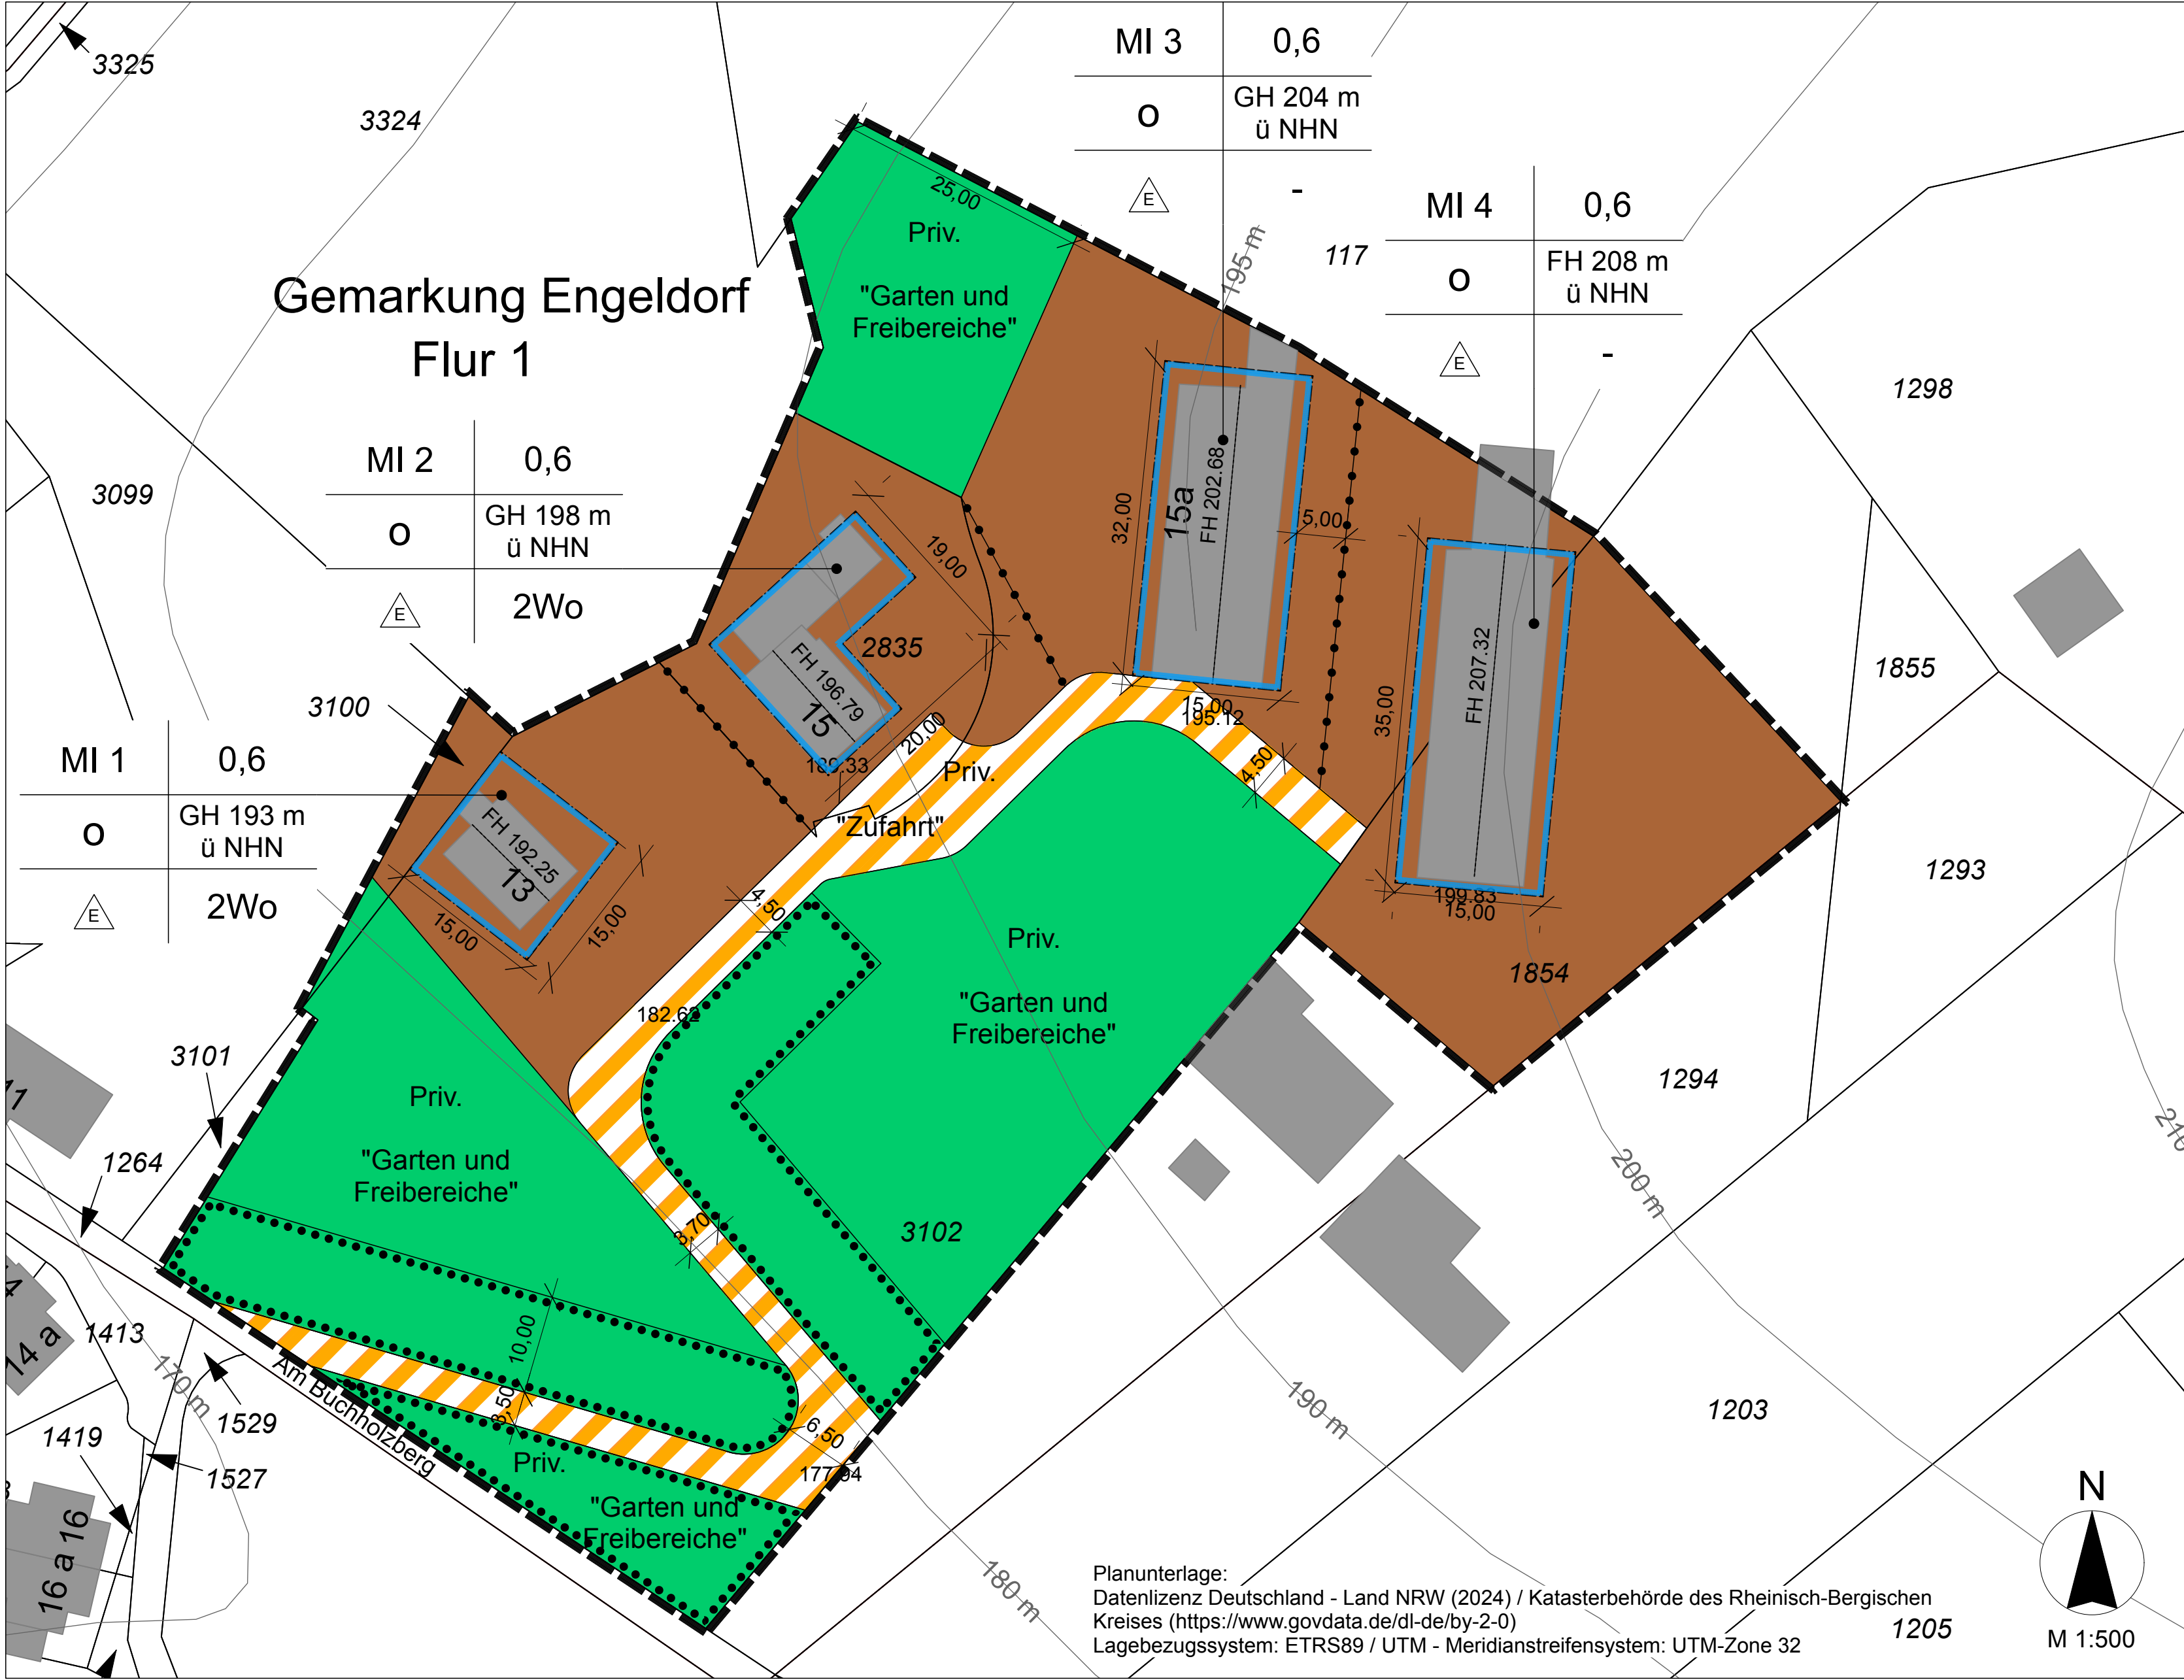 3325
3324
MI 3 0,6
o GH 204 m
ü NHN
E -
MI 4 0,6
o FH 208 m
ü NHN
E -
117
195 m
25,00
Priv.
"Garten und
Freibereiche"
Gemarkung Engeldorf
Flur 1
1298
MI 2 0,6
o GH 198 m
ü NHN
E 2Wo
3099
32,00
15a
FH 202.68
5,00
19,00
2835
FH 196.79
15
189.33
20,00
15,00
195.12
35,00
FH 207.32
1855
3100
MI 1 0,6
o GH 193 m
ü NHN
E 2Wo
FH 192.25
13
15,00
15,00
Priv.
"Zufahrt"
4,50
4,50
199.83
15,00
1293
1854
Priv.
"Garten und
Freibereiche"
182.62
3101
11
1264
Priv.
"Garten und
Freibereiche"
1294
210
200 m
3,70
3102
10,00
3,50
14 a
1413
170 m
1529
Am Buchholzberg
1419
1527
6,50
177.94
190 m
1203
Priv.
"Garten und
Freibereiche"
16 a 16
180 m
N
M 1:500
Planunterlage:
Datenlizenz Deutschland - Land NRW (2024) / Katasterbehörde des Rheinisch-Bergischen
Kreises (https://www.govdata.de/dl-de/by-2-0)
Lagebezugssystem: ETRS89 / UTM - Meridianstreifensystem: UTM-Zone 32
1205